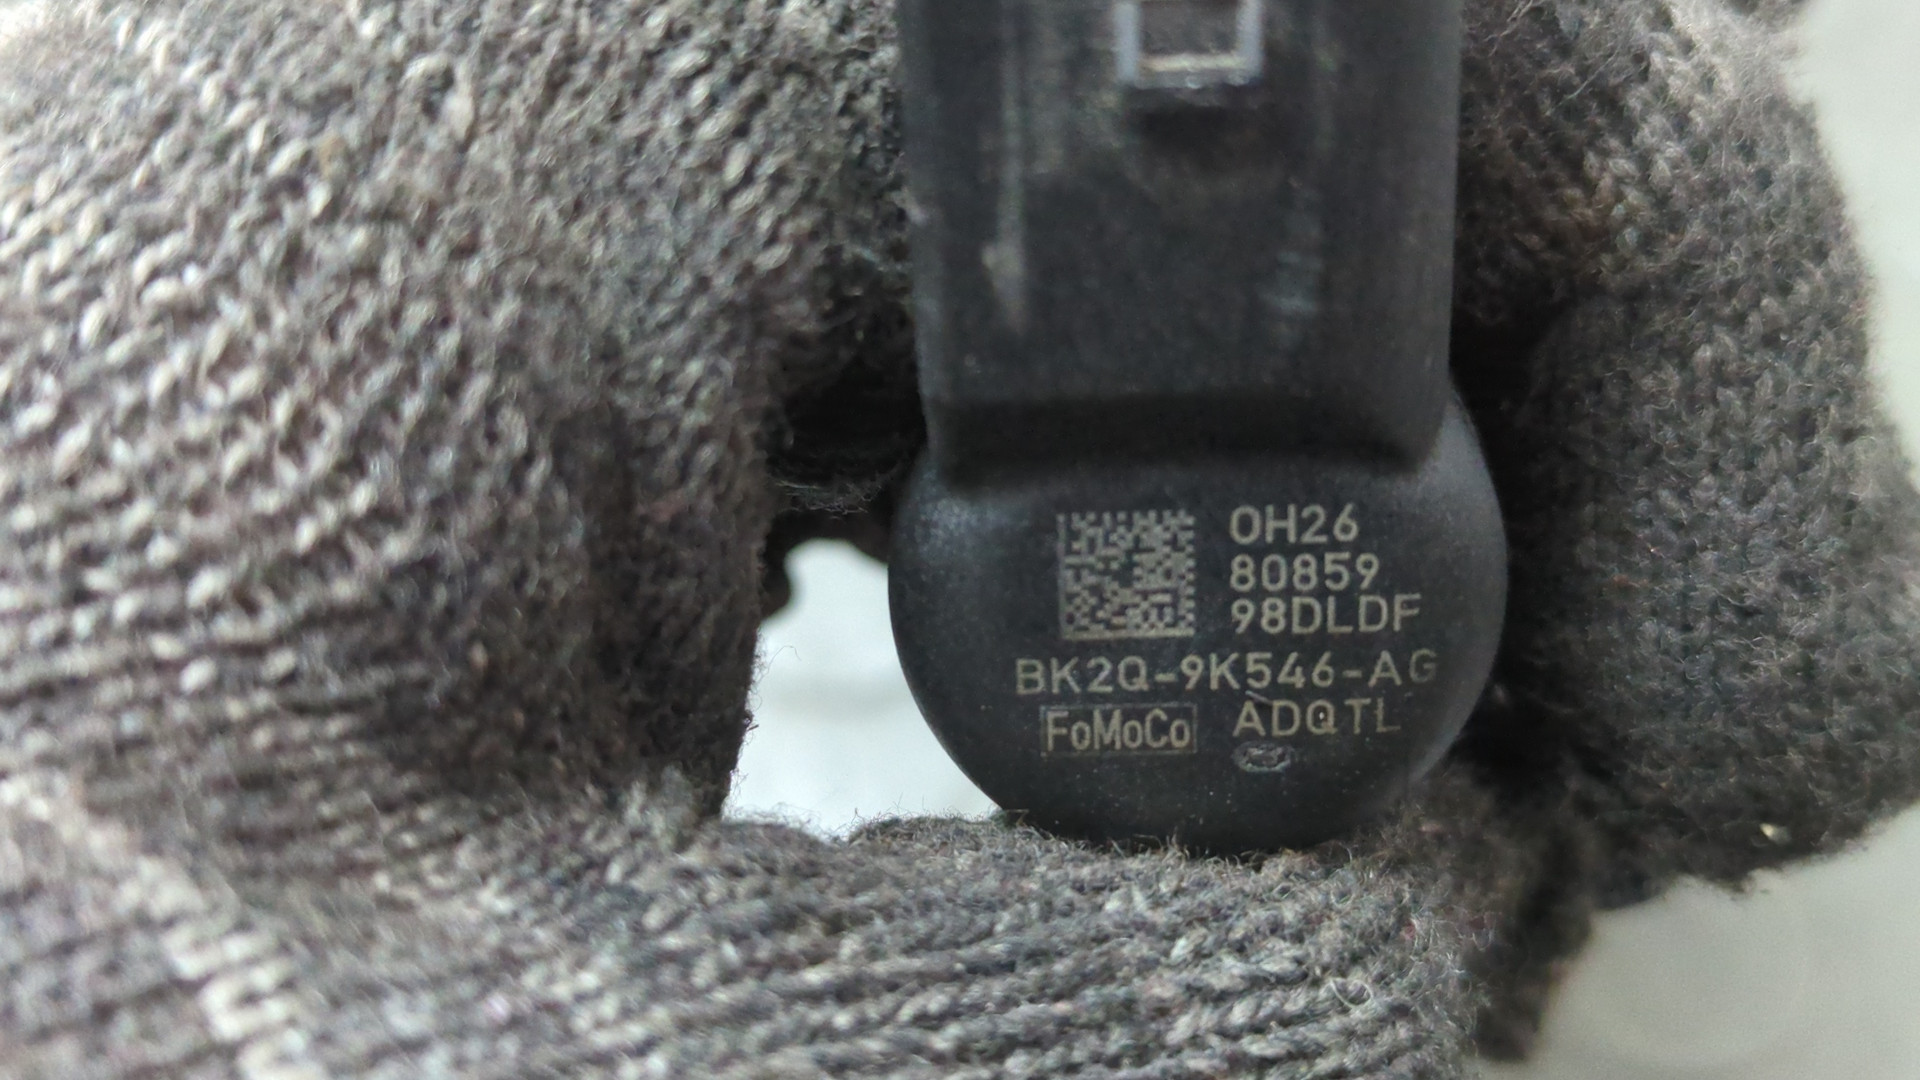 0H26
80859
98DLDF
BK2Q-9K546-AG
FoMoCo ADQTL